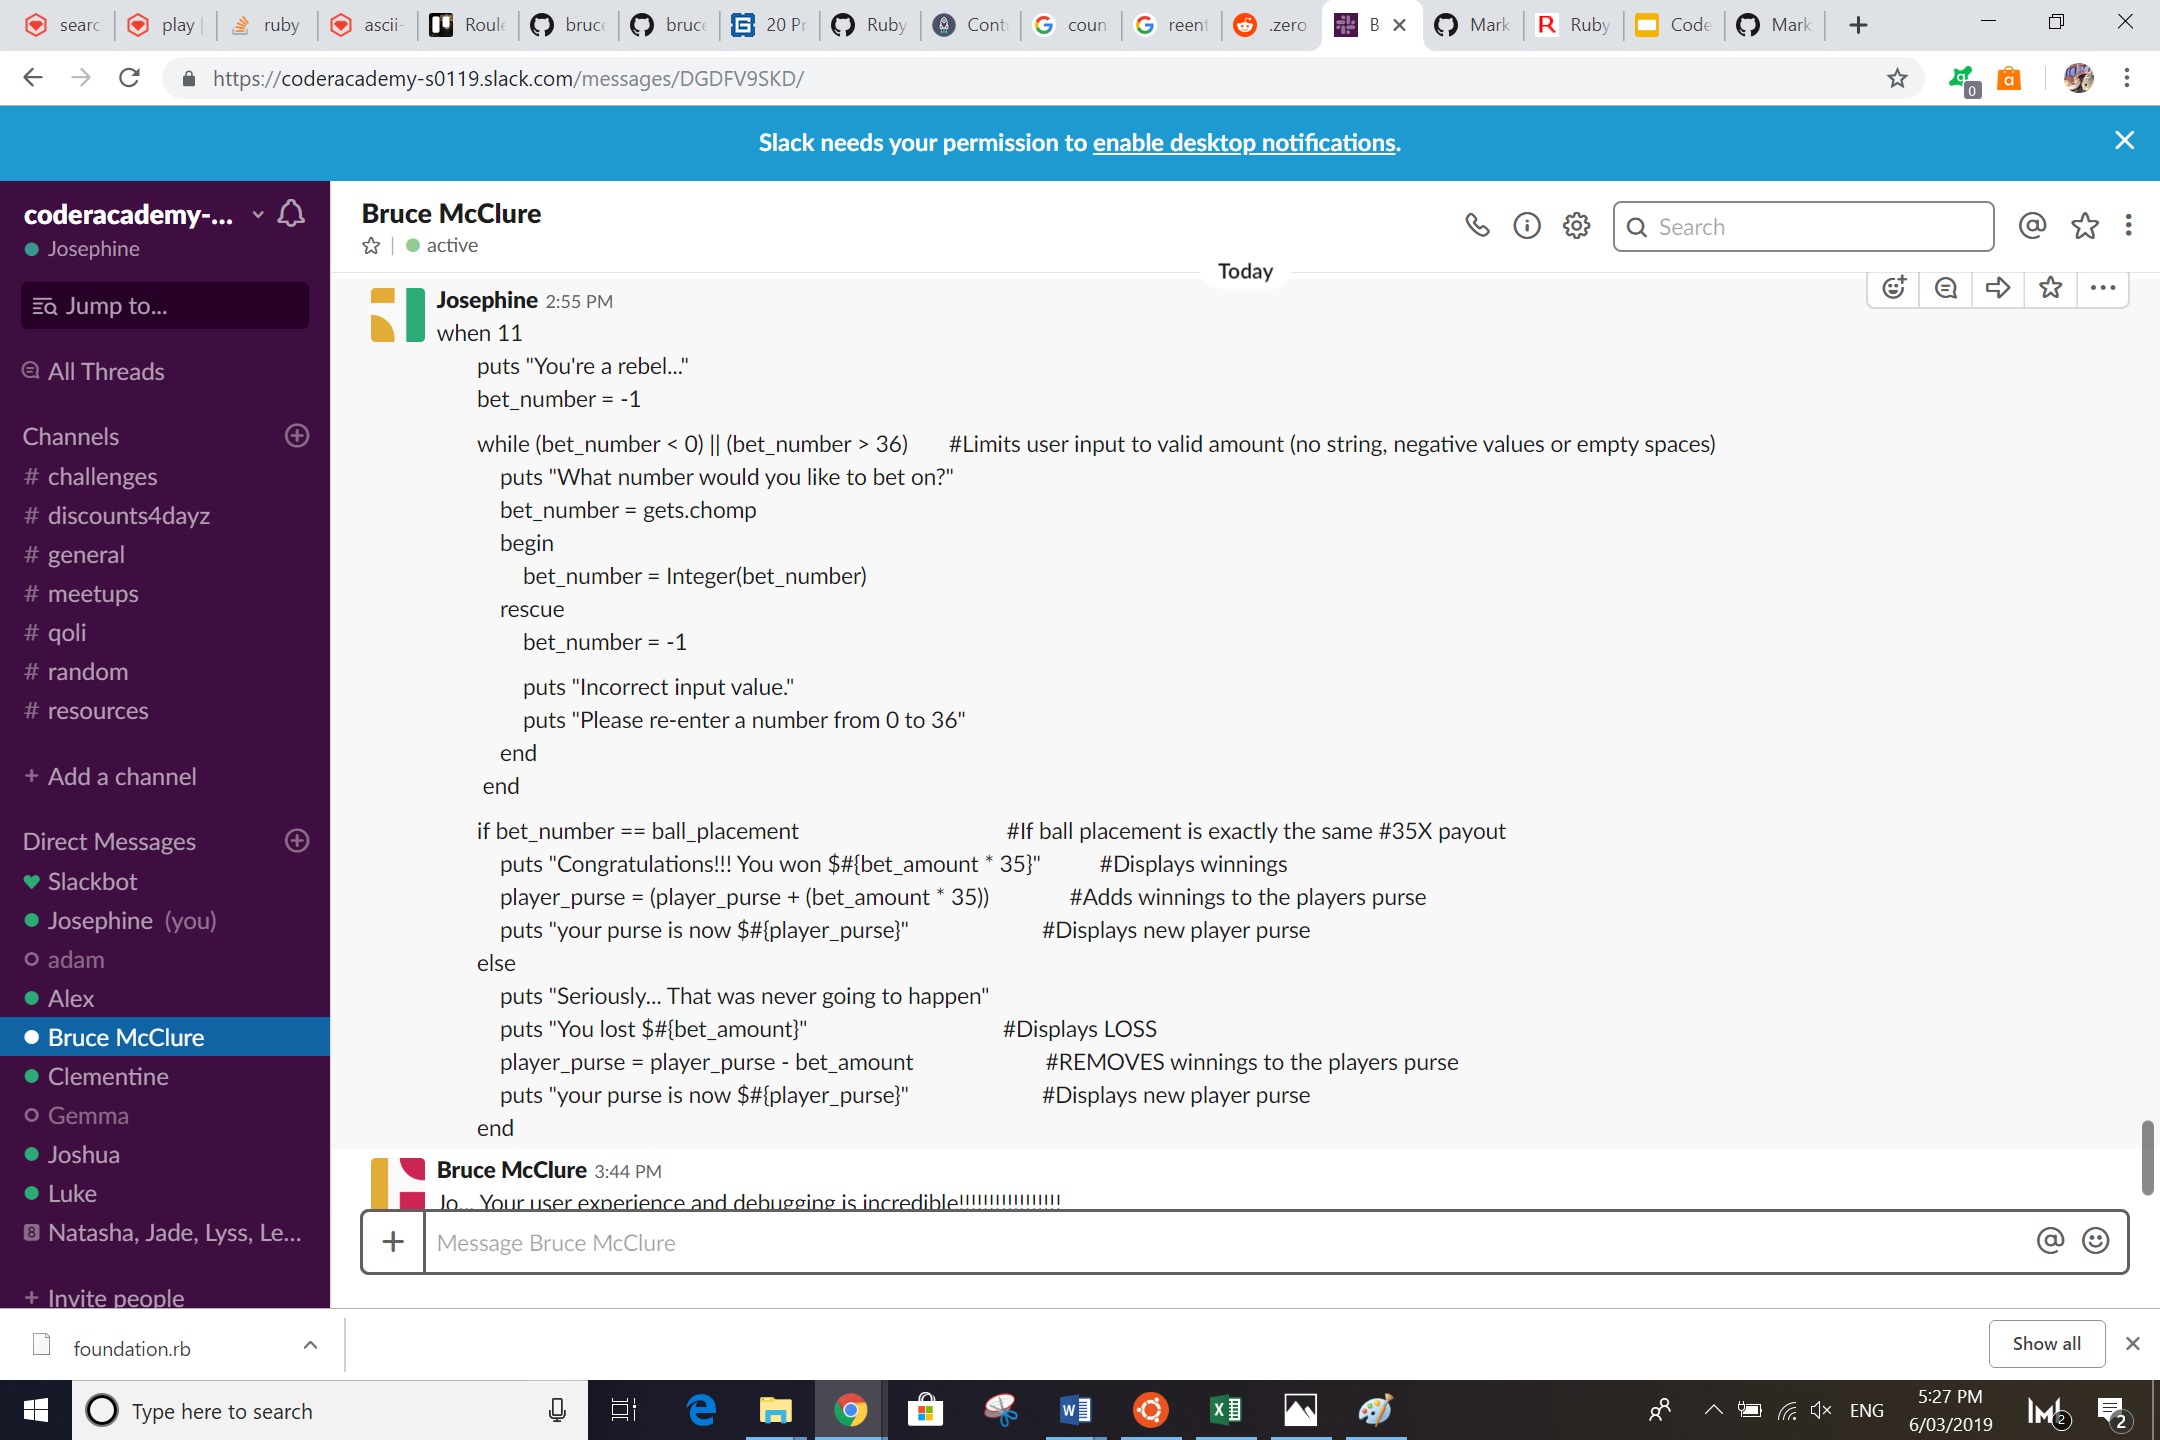 searc
play
ruby
ascii-
Roule
bruce
bruce
20 Pr
Ruby
Cont
coun
reent
.zero
B
Mark
Ruby
Code
Mark
https://coderacademy-s0119.slack.com/messages/DGDFV9SKD/
0
Slack needs your permission to enable desktop notifications.
coderacademy-...
Josephine
Jump to...
All Threads
Channels
# challenges
# discounts4dayz
# general
# meetups
# qoli
# random
# resources
+ Add a channel
Direct Messages
Slackbot
Josephine (you)
adam
Alex
Bruce McClure
Clementine
Gemma
Joshua
Luke
8 Natasha, Jade, Lyss, Le...
+ Invite people
Bruce McClure
active
Search
Today
Josephine 2:55 PM
when 11
puts "You're a rebel..."
bet_number = -1
while (bet_number < 0) || (bet_number > 36) #Limits user input to valid amount (no string, negative values or empty spaces)
puts "What number would you like to bet on?"
bet_number = gets.chomp
begin
bet_number = Integer(bet_number)
rescue
bet_number = -1
puts "Incorrect input value."
puts "Please re-enter a number from 0 to 36"
end
end
if bet_number == ball_placement #If ball placement is exactly the same #35X payout
puts "Congratulations!!! You won $#{bet_amount * 35}" #Displays winnings
player_purse = (player_purse + (bet_amount * 35)) #Adds winnings to the players purse
puts "your purse is now $#{player_purse}" #Displays new player purse
else
puts "Seriously... That was never going to happen"
puts "You lost $#{bet_amount}" #Displays LOSS
player_purse = player_purse - bet_amount #REMOVES winnings to the players purse
puts "your purse is now $#{player_purse}" #Displays new player purse
end
Bruce McClure 3:44 PM
Jo... Your user experience and debugging is incredible!!!!!!!!!!!!!!!!!
Message Bruce McClure
foundation.rb
Show all
Type here to search
ENG
5:27 PM
6/03/2019
2
2